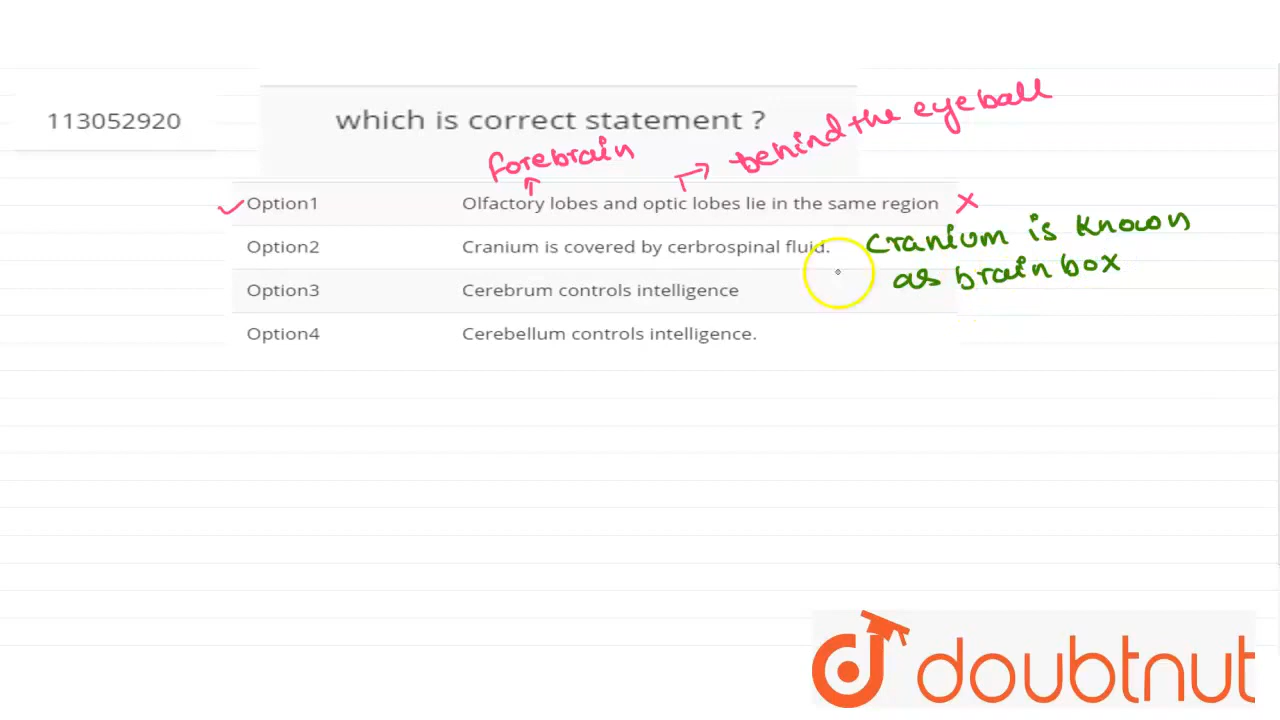 113052920
which is correct statement ?
forebrain
behind the eyeball
Option1 Olfactory lobes and optic lobes lie in the same region
Option2 Cranium is covered by cerbrospinal fluid.
Cranium is known
as brain box
Option3 Cerebrum controls intelligence
Option4 Cerebellum controls intelligence.
doubtnut